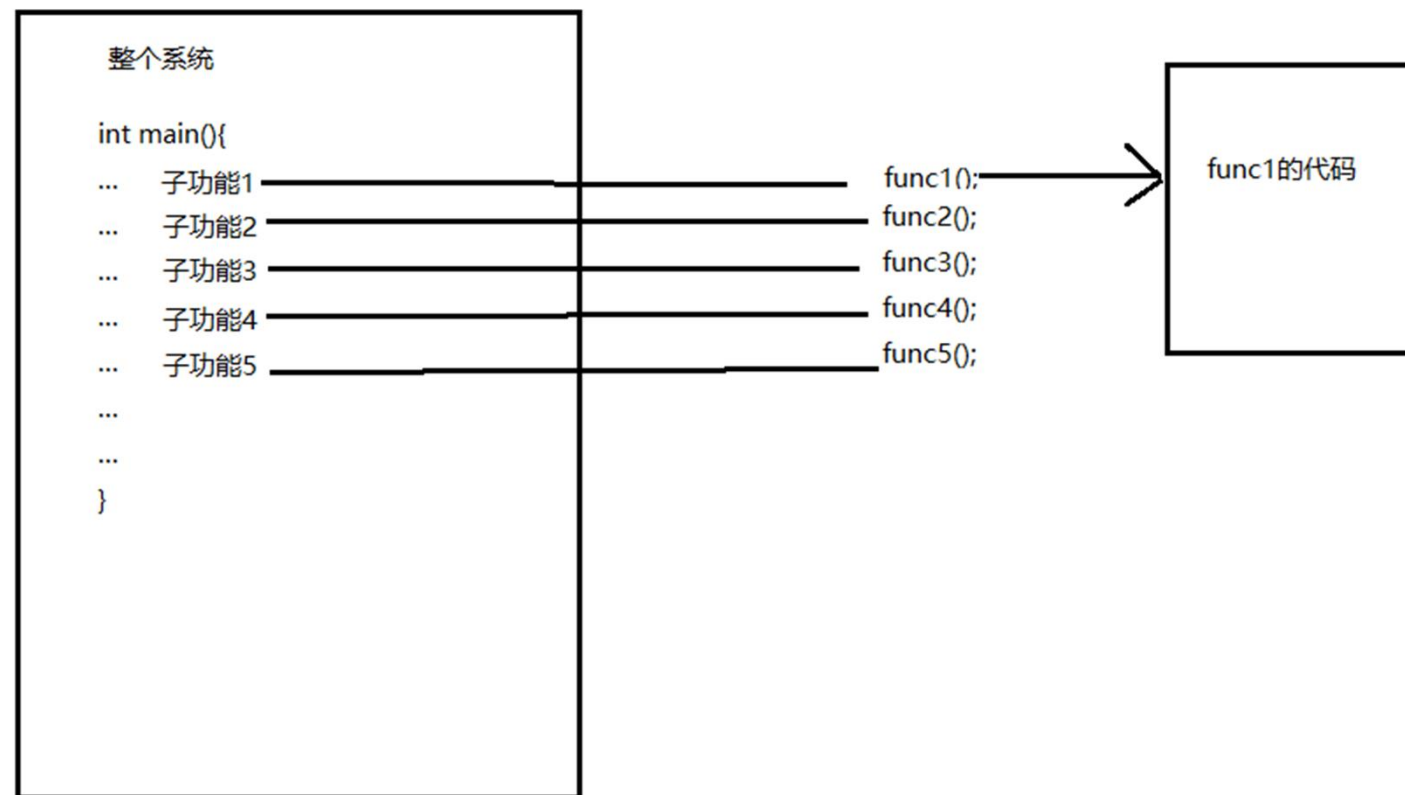 整个系统
int main(){
... 子功能1 func1(); func1的代码
... 子功能2 func2();
... 子功能3 func3();
... 子功能4 func4();
... 子功能5 func5();
...
...
}